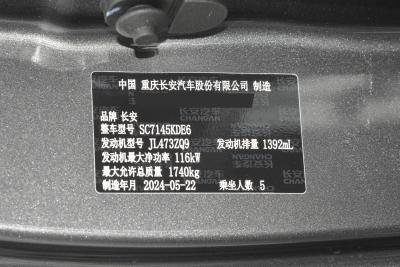 中国 重庆长安汽车股份有限公司 制造
品牌 长安
整车型号 SC7145KDE6
发动机型号 JL473ZQ9 发动机排量 1392mL
发动机最大净功率 116kW
最大允许总质量 1740kg
制造年月 2024-05-22 乘坐人数 5